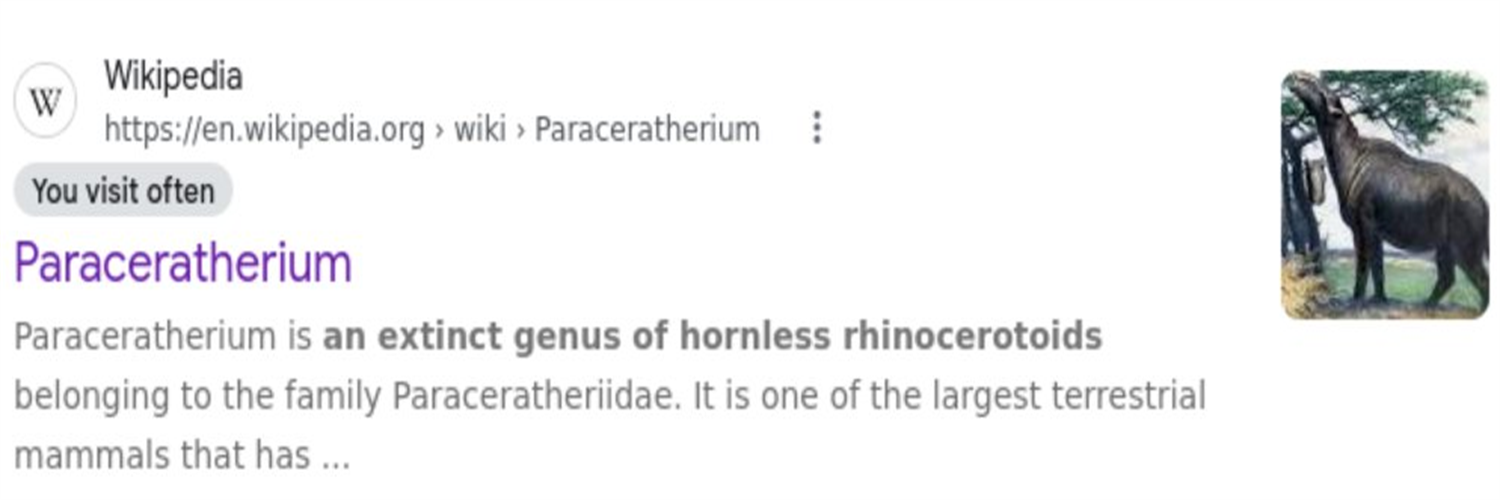 W
Wikipedia
https://en.wikipedia.org › wiki › Paraceratherium
You visit often
Paraceratherium
Paraceratherium is an extinct genus of hornless rhinocerotoids
belonging to the family Paraceratheriidae. It is one of the largest terrestrial
mammals that has ...